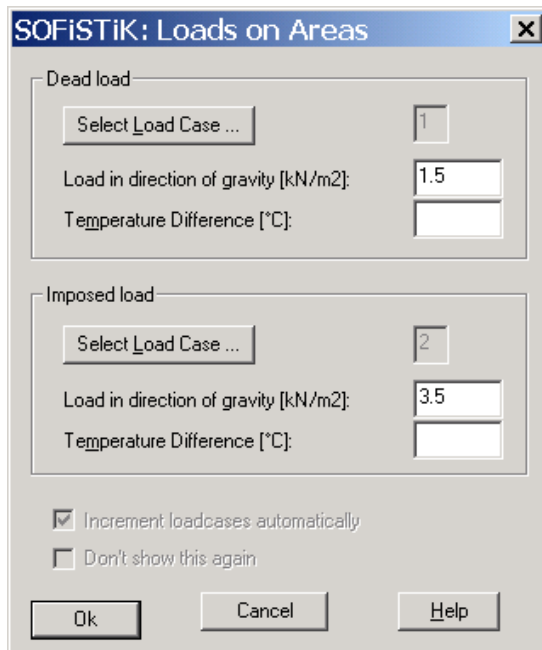 SOFiSTiK: Loads on Areas
Dead load
Select Load Case ... 1
Load in direction of gravity [kN/m2]: 1.5
Temperature Difference [°C]:
Imposed load
Select Load Case ... 2
Load in direction of gravity [kN/m2]: 3.5
Temperature Difference [°C]:
Increment loadcases automatically
Don't show this again
Ok Cancel Help